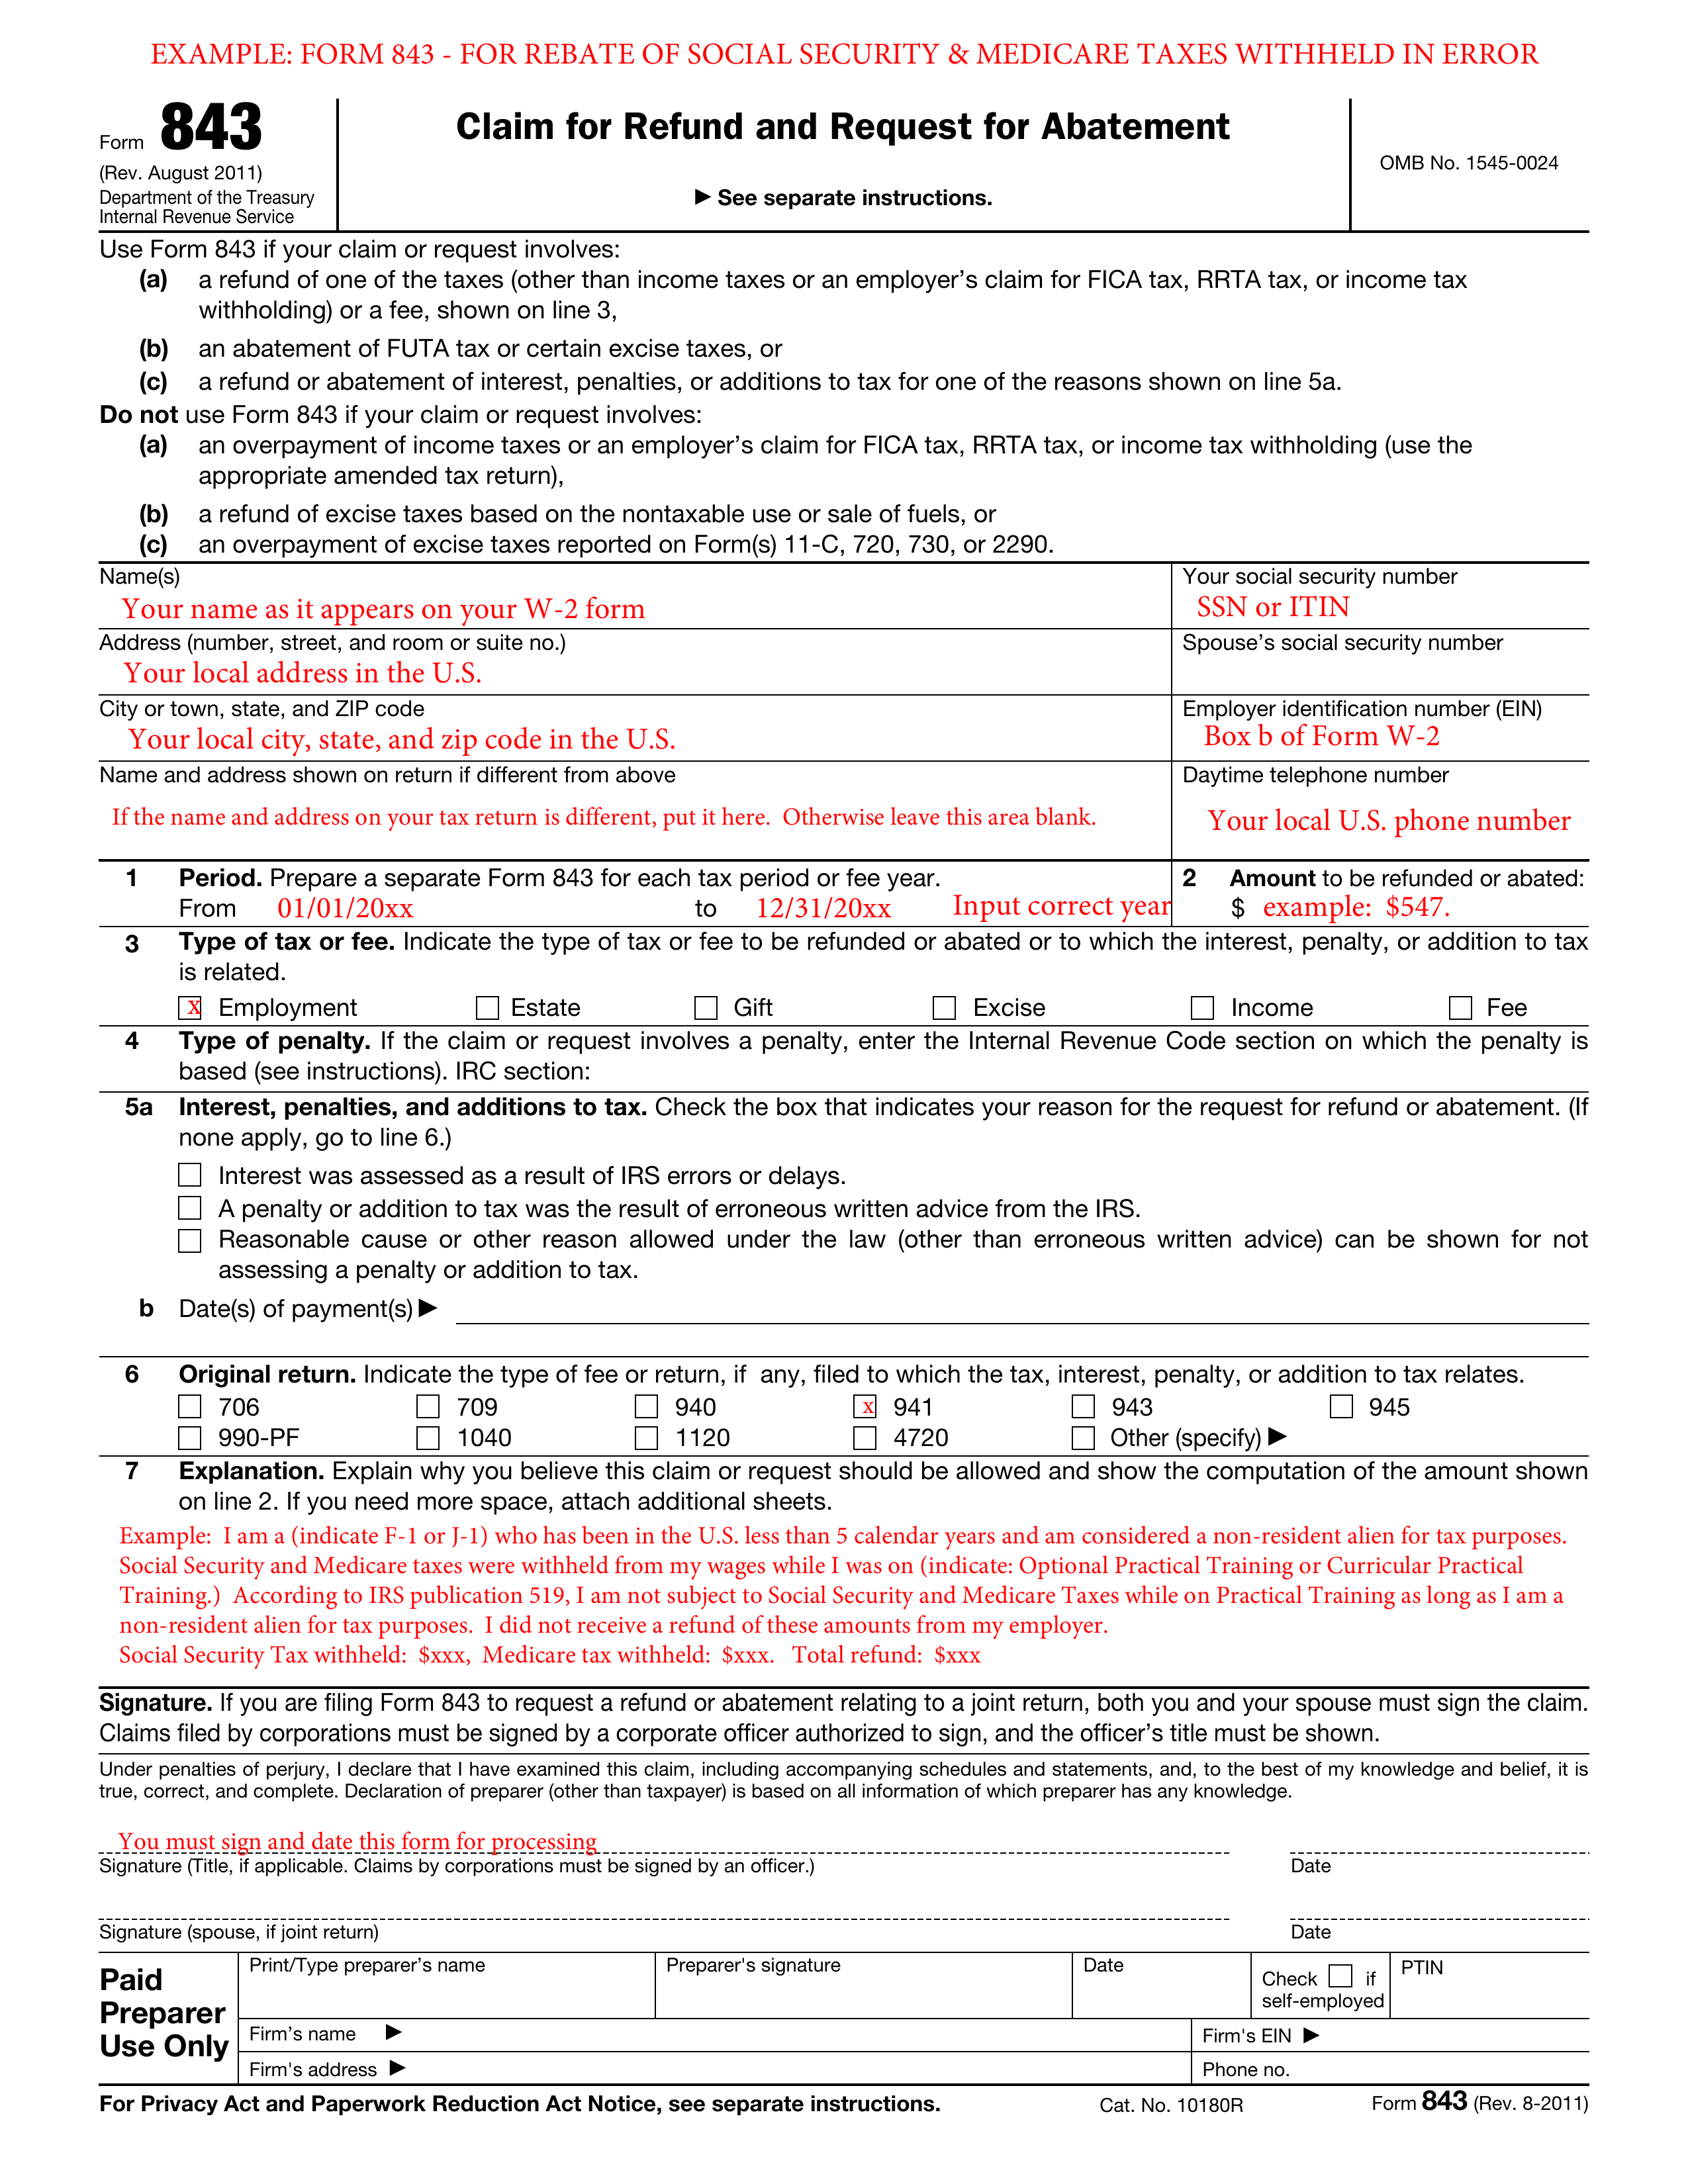 EXAMPLE: FORM 843 - FOR REBATE OF SOCIAL SECURITY & MEDICARE TAXES WITHHELD IN ERROR
Form 843
(Rev. August 2011)
Department of the Treasury
Internal Revenue Service
Claim for Refund and Request for Abatement
▶ See separate instructions.
OMB No. 1545-0024
Use Form 843 if your claim or request involves:
(a) a refund of one of the taxes (other than income taxes or an employer’s claim for FICA tax, RRTA tax, or income tax
withholding) or a fee, shown on line 3,
(b) an abatement of FUTA tax or certain excise taxes, or
(c) a refund or abatement of interest, penalties, or additions to tax for one of the reasons shown on line 5a.
Do not use Form 843 if your claim or request involves:
(a) an overpayment of income taxes or an employer’s claim for FICA tax, RRTA tax, or income tax withholding (use the
appropriate amended tax return),
(b) a refund of excise taxes based on the nontaxable use or sale of fuels, or
(c) an overpayment of excise taxes reported on Form(s) 11-C, 720, 730, or 2290.
Name(s)
Your name as it appears on your W-2 form
Your social security number
SSN or ITIN
Address (number, street, and room or suite no.)
Your local address in the U.S.
Spouse’s social security number
City or town, state, and ZIP code
Your local city, state, and zip code in the U.S.
Employer identification number (EIN)
Box b of Form W-2
Name and address shown on return if different from above
If the name and address on your tax return is different, put it here. Otherwise leave this area blank.
Daytime telephone number
Your local U.S. phone number
1 Period. Prepare a separate Form 843 for each tax period or fee year.
From 01/01/20xx to 12/31/20xx Input correct year
2 Amount to be refunded or abated:
$ example: $547.
3 Type of tax or fee. Indicate the type of tax or fee to be refunded or abated or to which the interest, penalty, or addition to tax
is related.
x Employment Estate Gift Excise Income Fee
4 Type of penalty. If the claim or request involves a penalty, enter the Internal Revenue Code section on which the penalty is
based (see instructions). IRC section:
5a Interest, penalties, and additions to tax. Check the box that indicates your reason for the request for refund or abatement. (If
none apply, go to line 6.)
Interest was assessed as a result of IRS errors or delays.
A penalty or addition to tax was the result of erroneous written advice from the IRS.
Reasonable cause or other reason allowed under the law (other than erroneous written advice) can be shown for not
assessing a penalty or addition to tax.
b Date(s) of payment(s) ▶
6 Original return. Indicate the type of fee or return, if any, filed to which the tax, interest, penalty, or addition to tax relates.
706 709 940 x 941 943 945
990-PF 1040 1120 4720 Other (specify) ▶
7 Explanation. Explain why you believe this claim or request should be allowed and show the computation of the amount shown
on line 2. If you need more space, attach additional sheets.
Example: I am a (indicate F-1 or J-1) who has been in the U.S. less than 5 calendar years and am considered a non-resident alien for tax purposes.
Social Security and Medicare taxes were withheld from my wages while I was on (indicate: Optional Practical Training or Curricular Practical
Training.) According to IRS publication 519, I am not subject to Social Security and Medicare Taxes while on Practical Training as long as I am a
non-resident alien for tax purposes. I did not receive a refund of these amounts from my employer.
Social Security Tax withheld: $xxx, Medicare tax withheld: $xxx. Total refund: $xxx
Signature. If you are filing Form 843 to request a refund or abatement relating to a joint return, both you and your spouse must sign the claim.
Claims filed by corporations must be signed by a corporate officer authorized to sign, and the officer’s title must be shown.
Under penalties of perjury, I declare that I have examined this claim, including accompanying schedules and statements, and, to the best of my knowledge and belief, it is
true, correct, and complete. Declaration of preparer (other than taxpayer) is based on all information of which preparer has any knowledge.
You must sign and date this form for processing
Signature (Title, if applicable. Claims by corporations must be signed by an officer.) Date
Signature (spouse, if joint return) Date
Paid
Preparer
Use Only
Print/Type preparer’s name
Preparer's signature
Date
Check if
self-employed
PTIN
Firm’s name ▶
Firm's EIN ▶
Firm's address ▶
Phone no.
For Privacy Act and Paperwork Reduction Act Notice, see separate instructions. Cat. No. 10180R Form 843 (Rev. 8-2011)